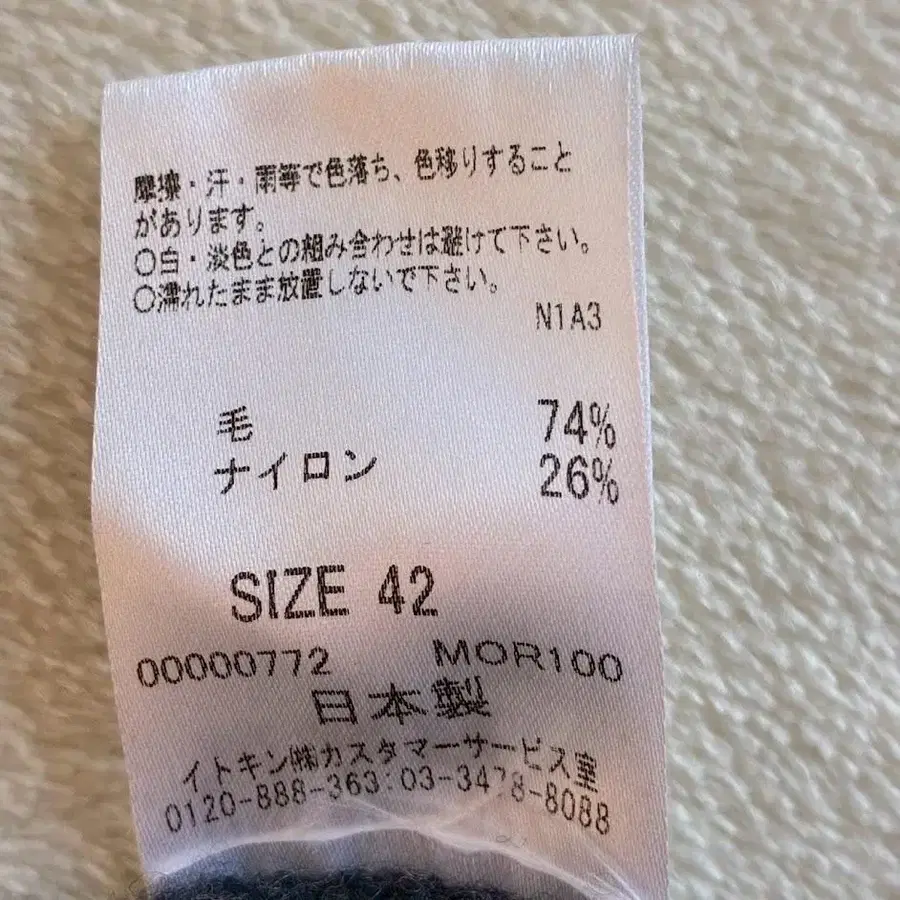 摩擦・汗・雨等で色落ち、色移りすること
があります。
○白・淡色との組み合わせは避けて下さい。
○濡れたまま放置しないで下さい。
N1A3
毛 74%
ナイロン 26%
SIZE 42
00000772 MOR100
日本製
イトキン㈱カスタマーサービス室
0120-888-363:03-3478-8088